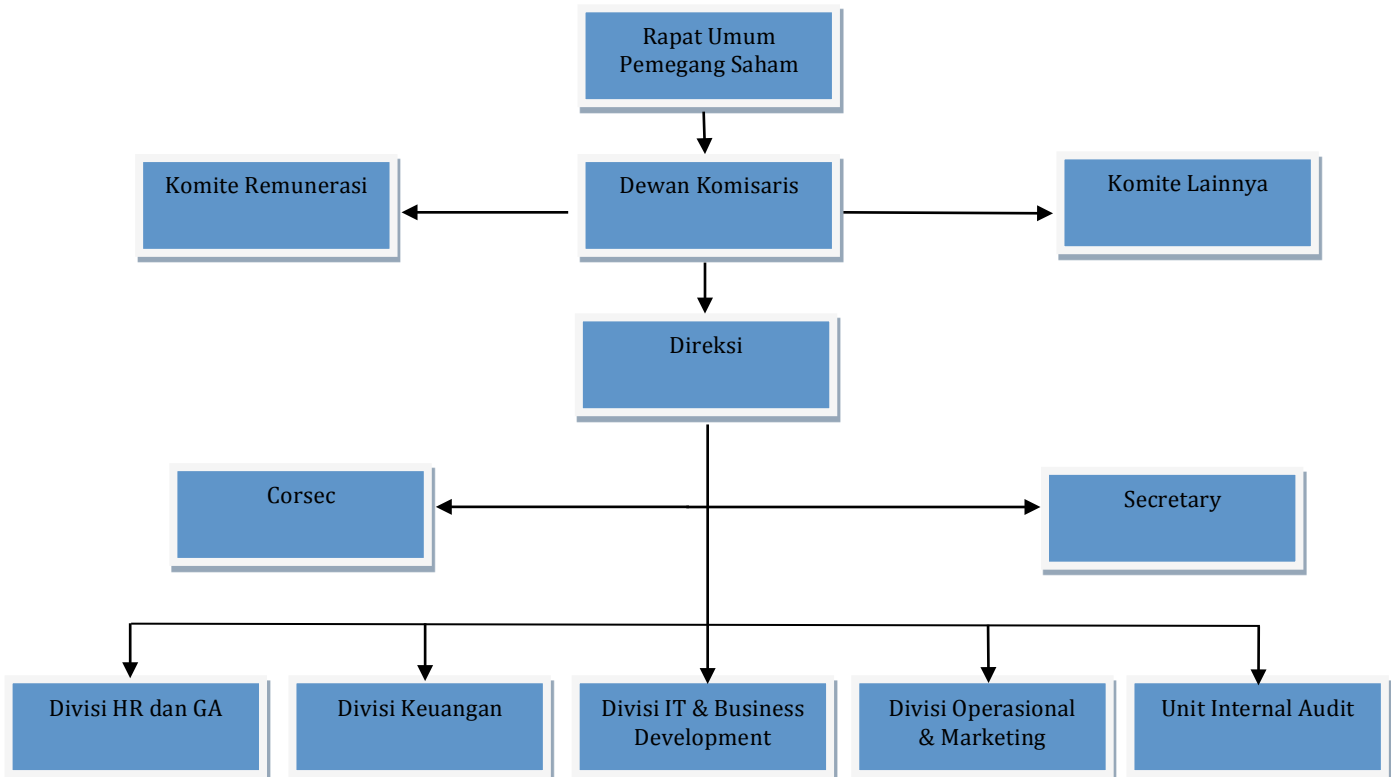 Rapat Umum
Pemegang Saham
Komite Remunerasi
Dewan Komisaris
Komite Lainnya
Direksi
Corsec
Secretary
Divisi HR dan GA
Divisi Keuangan
Divisi IT & Business
Development
Divisi Operasional
& Marketing
Unit Internal Audit